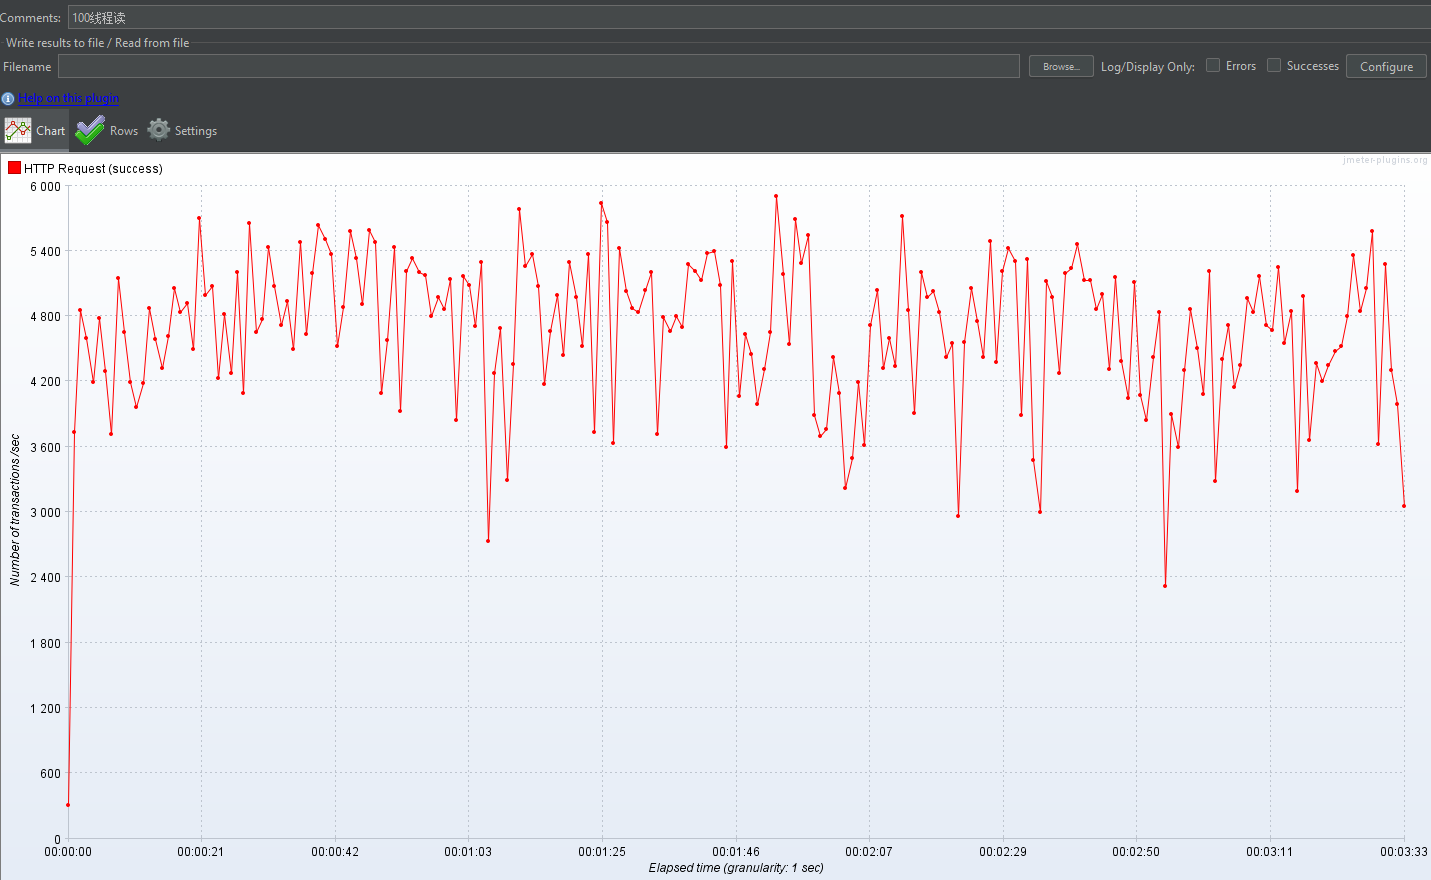 Comments: 100线程读
Write results to file / Read from file
Filename Browse... Log/Display Only: Errors Successes Configure
Help on this plugin
Chart Rows Settings
jmeter-plugins.org
HTTP Request (success)
6 000
5 400
4 800
4 200
3 600
3 000
2 400
1 800
1 200
600
0
Number of transactions /sec
00:00:00 00:00:21 00:00:42 00:01:03 00:01:25 00:01:46 00:02:07 00:02:29 00:02:50 00:03:11 00:03:33
Elapsed time (granularity: 1 sec)